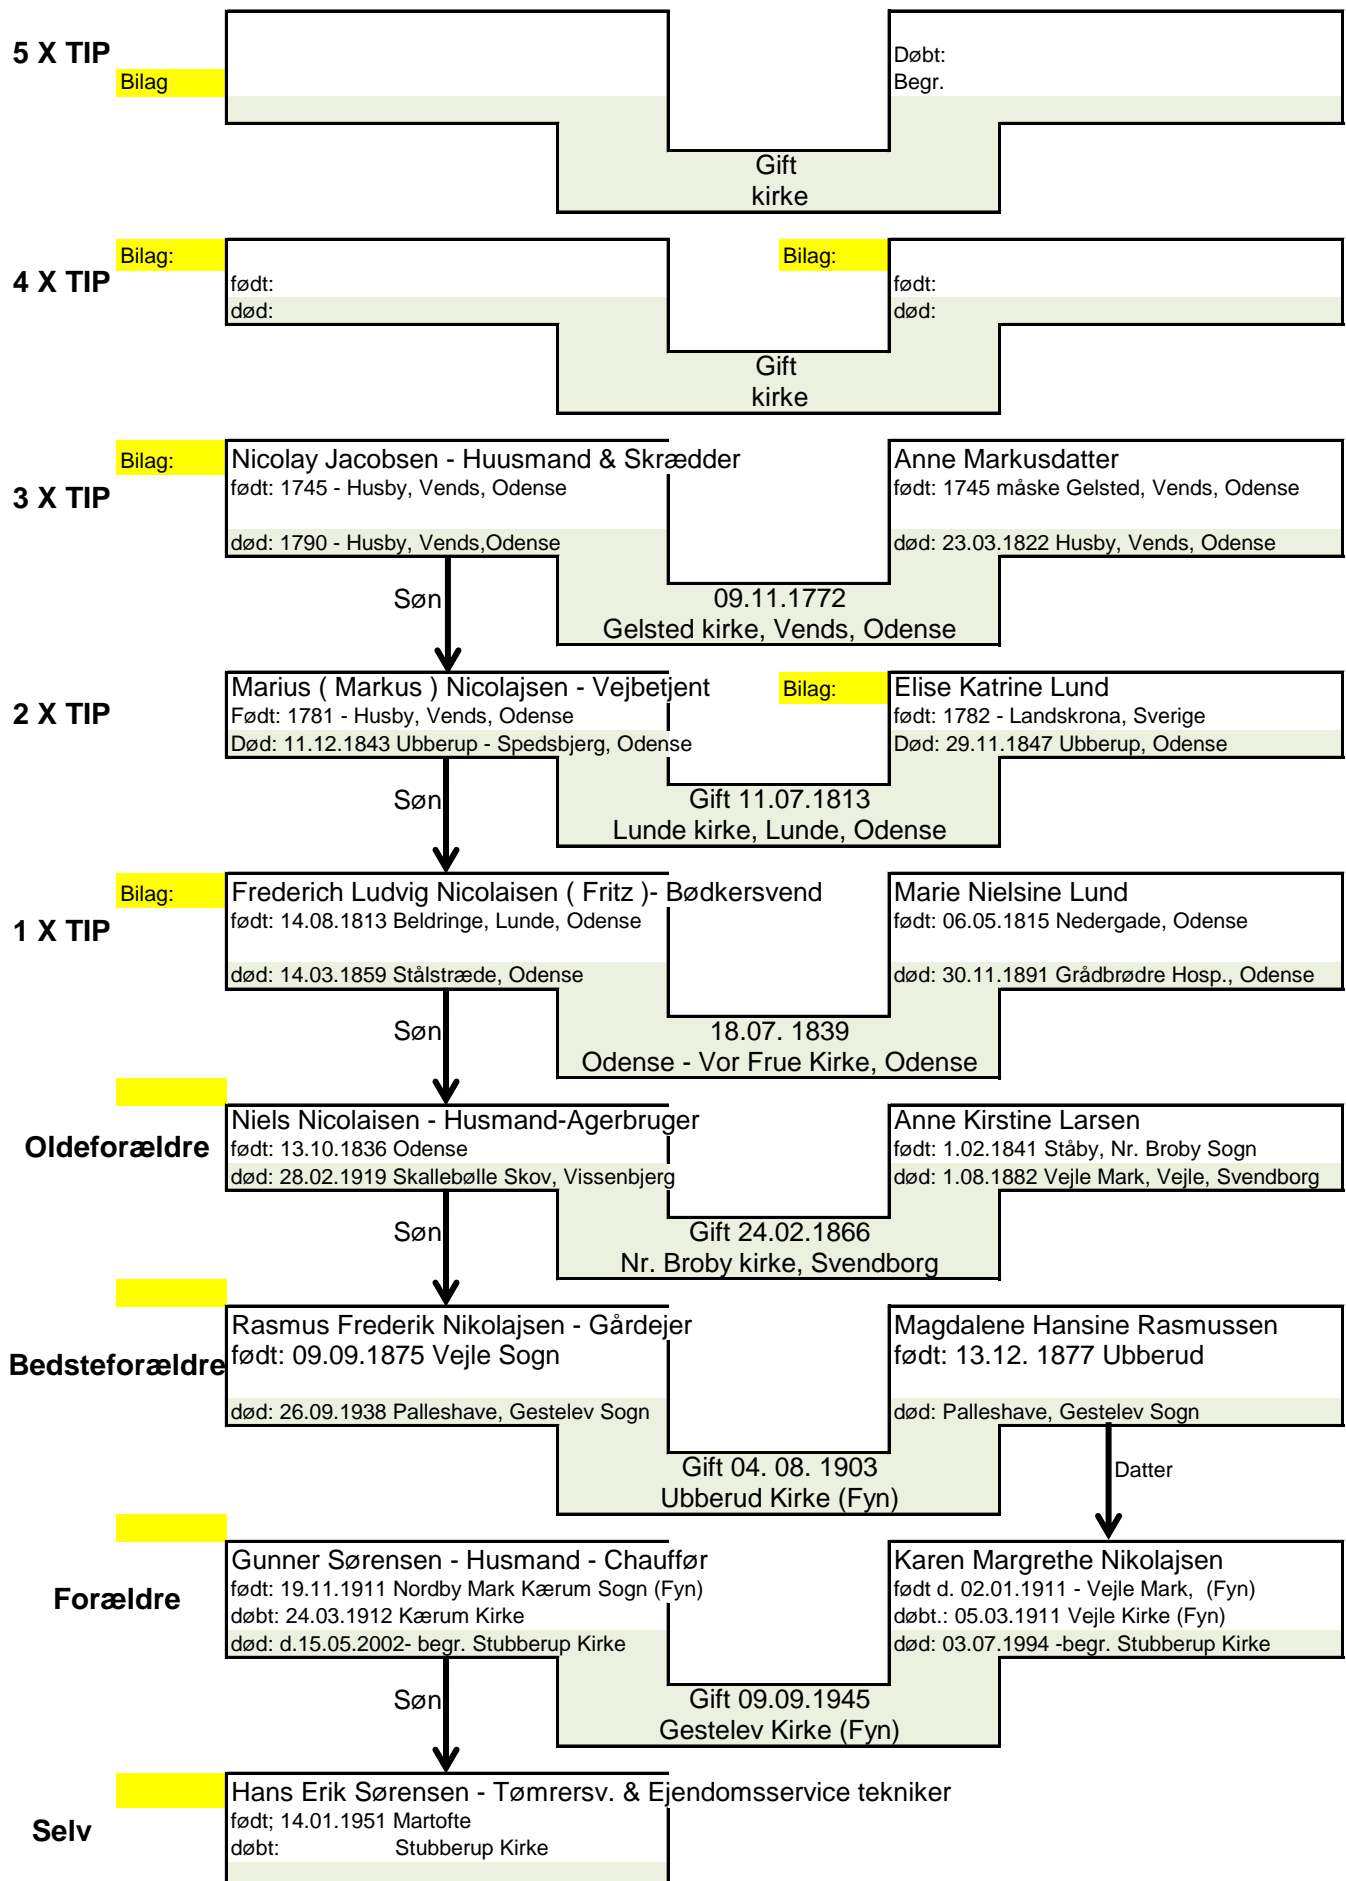 5 X TIP
Bilag
Døbt:
Begr.
Gift
kirke
Bilag:
Bilag:
4 X TIP
født:
født:
død:
død:
Gift
kirke
Bilag:
Nicolay Jacobsen - Huusmand & Skrædder
Anne Markusdatter
3 X TIP
født: 1745 - Husby, Vends, Odense
født: 1745 måske Gelsted, Vends, Odense
død: 1790 - Husby, Vends,Odense
død: 23.03.1822 Husby, Vends, Odense
Søn
09.11.1772
Gelsted kirke, Vends, Odense
Marius ( Markus ) Nicolajsen - Vejbetjent
Bilag:
Elise Katrine Lund
2 X TIP
Født: 1781 - Husby, Vends, Odense
født: 1782 - Landskrona, Sverige
Død: 11.12.1843 Ubberup - Spedsbjerg, Odense
Død: 29.11.1847 Ubberup, Odense
Søn
Gift 11.07.1813
Lunde kirke, Lunde, Odense
Bilag:
Frederich Ludvig Nicolaisen ( Fritz )- Bødkersvend
Marie Nielsine Lund
1 X TIP
født: 14.08.1813 Beldringe, Lunde, Odense
født: 06.05.1815 Nedergade, Odense
død: 14.03.1859 Stålstræde, Odense
død: 30.11.1891 Grådbrødre Hosp., Odense
Søn
18.07. 1839
Odense - Vor Frue Kirke, Odense
Niels Nicolaisen - Husmand-Agerbruger
Anne Kirstine Larsen
Oldeforældre
født: 13.10.1836 Odense
født: 1.02.1841 Ståby, Nr. Broby Sogn
død: 28.02.1919 Skallebølle Skov, Vissenbjerg
død: 1.08.1882 Vejle Mark, Vejle, Svendborg
Søn
Gift 24.02.1866
Nr. Broby kirke, Svendborg
Rasmus Frederik Nikolajsen - Gårdejer
Magdalene Hansine Rasmussen
Bedsteforældre
født: 09.09.1875 Vejle Sogn
født: 13.12. 1877 Ubberud
død: 26.09.1938 Palleshave, Gestelev Sogn
død: Palleshave, Gestelev Sogn
Gift 04. 08. 1903
Datter
Ubberud Kirke (Fyn)
Gunner Sørensen - Husmand - Chauffør
Karen Margrethe Nikolajsen
Forældre
født: 19.11.1911 Nordby Mark Kærum Sogn (Fyn)
født d. 02.01.1911 - Vejle Mark,  (Fyn)
døbt: 24.03.1912 Kærum Kirke
døbt.: 05.03.1911 Vejle Kirke (Fyn)
død: d.15.05.2002- begr. Stubberup Kirke
død: 03.07.1994 -begr. Stubberup Kirke
Søn
Gift 09.09.1945
Gestelev Kirke (Fyn)
Hans Erik Sørensen - Tømrersv. & Ejendomsservice tekniker
Selv
født; 14.01.1951 Martofte
døbt: Stubberup Kirke